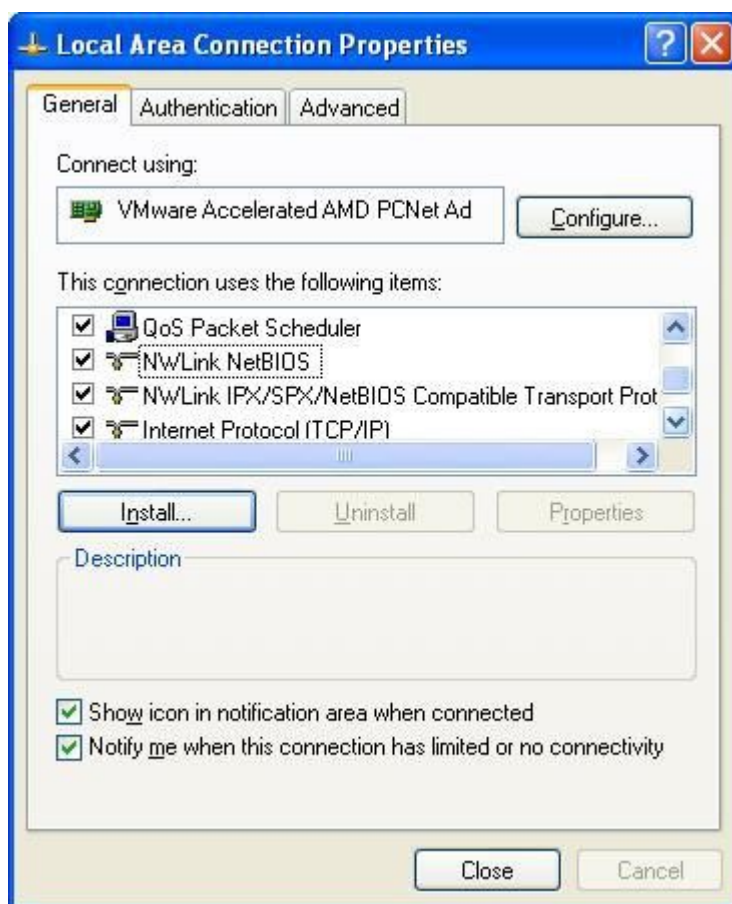 Local Area Connection Properties
General Authentication Advanced
Connect using:
VMware Accelerated AMD PCNet Ad
Configure...
This connection uses the following items:
QoS Packet Scheduler
NWLink NetBIOS
NWLink IPX/SPX/NetBIOS Compatible Transport Prot
Internet Protocol (TCP/IP)
Install... Uninstall Properties
Description
Show icon in notification area when connected
Notify me when this connection has limited or no connectivity
Close Cancel